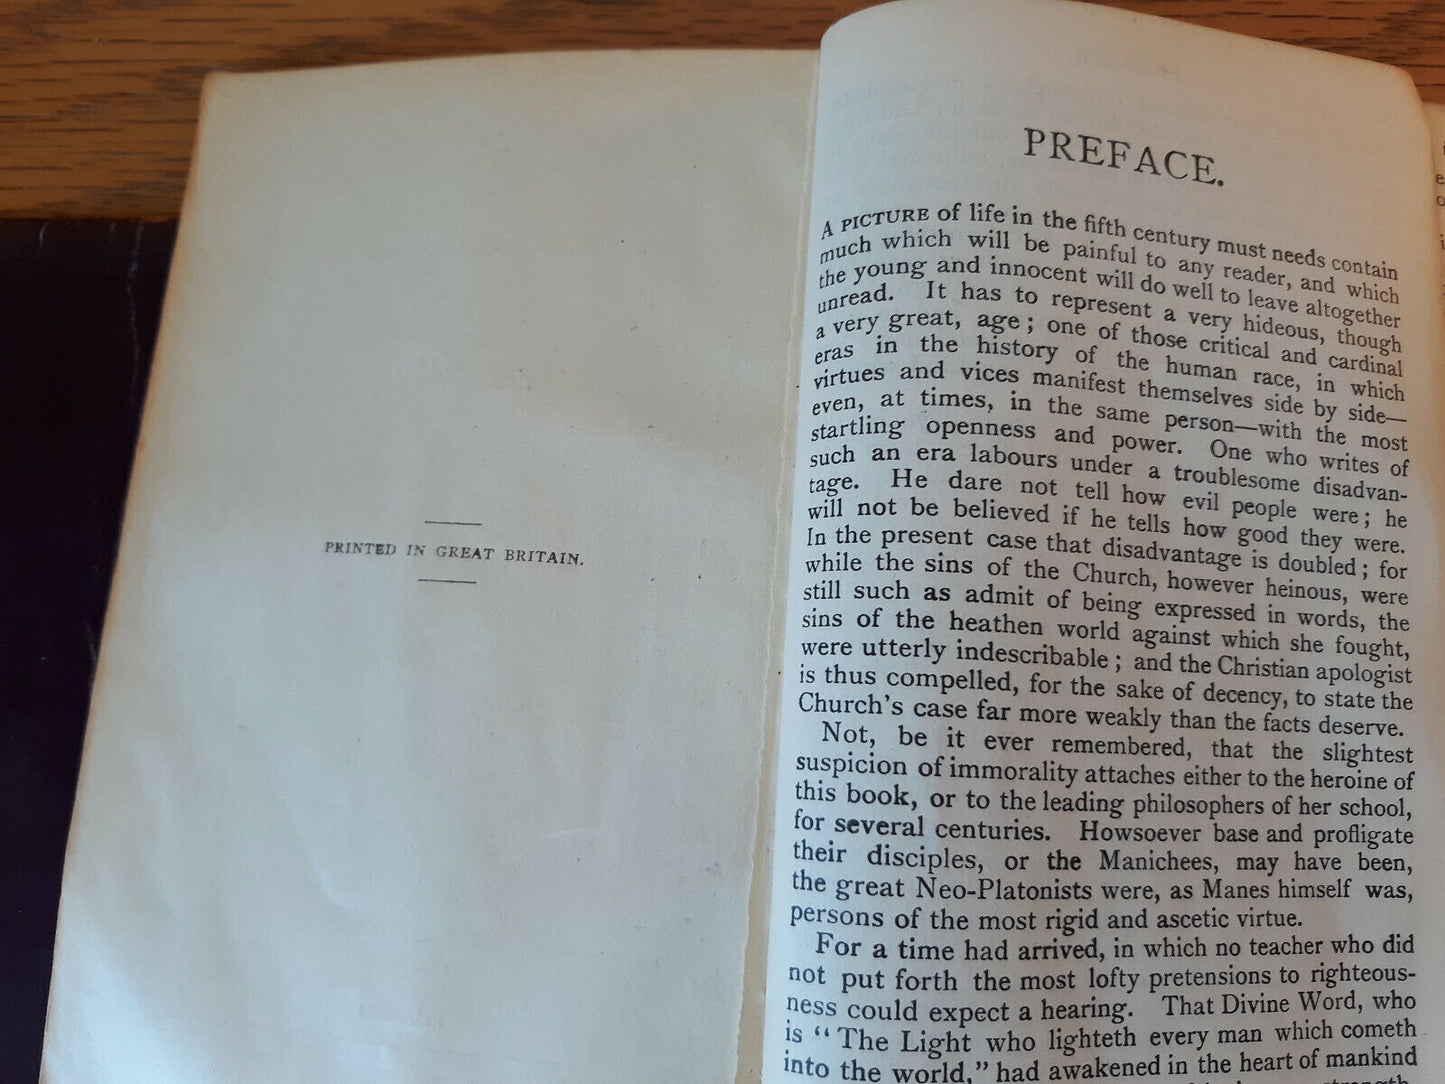 PRINTED IN GREAT BRITAIN.
PREFACE.
A PICTURE of life in the fifth century must needs contain
much which will be painful to any reader, and which
the young and innocent will do well to leave altogether
unread. It has to represent a very hideous, though
a very great, age; one of those critical and cardinal
eras in the history of the human race, in which
virtues and vices manifest themselves side by side—
even, at times, in the same person—with the most
startling openness and power. One who writes of
such an era labours under a troublesome disadvan-
tage. He dare not tell how evil people were; he
will not be believed if he tells how good they were.
In the present case that disadvantage is doubled; for
while the sins of the Church, however heinous, were
still such as admit of being expressed in words, the
sins of the heathen world against which she fought,
were utterly indescribable; and the Christian apologist
is thus compelled, for the sake of decency, to state the
Church's case far more weakly than the facts deserve.
Not, be it ever remembered, that the slightest
suspicion of immorality attaches either to the heroine of
this book, or to the leading philosophers of her school,
for several centuries. Howsoever base and profligate
their disciples, or the Manichees, may have been,
the great Neo-Platonists were, as Manes himself was,
persons of the most rigid and ascetic virtue.
For a time had arrived, in which no teacher who did
not put forth the most lofty pretensions to righteous-
ness could expect a hearing. That Divine Word, who
is "The Light who lighteth every man which cometh
into the world," had awakened in the heart of mankind
strength